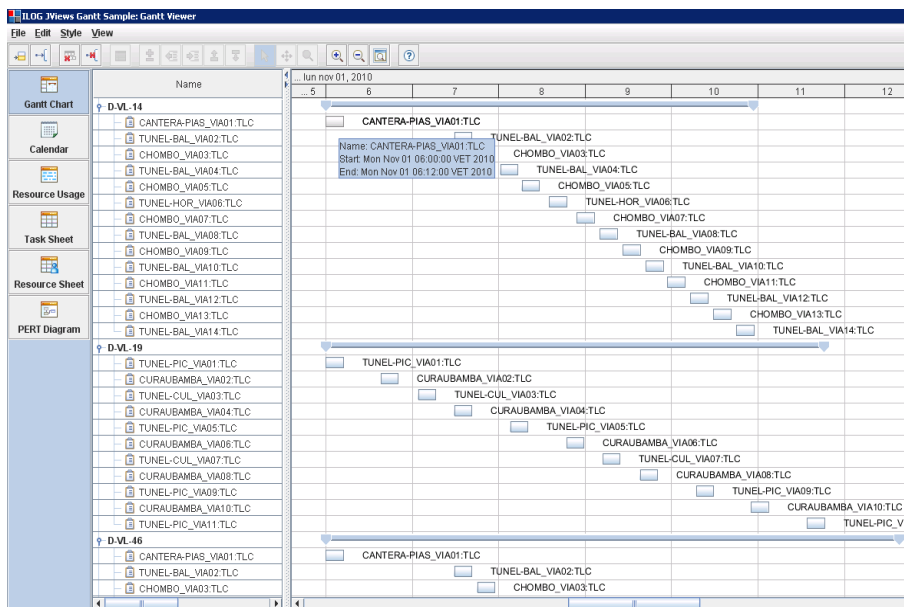 ILOG JViews Gantt Sample: Gantt Viewer
File Edit Style View
Name
... lun nov 01, 2010
... 5 6 7 8 9 10 11 12
Gantt Chart
Calendar
Resource Usage
Task Sheet
Resource Sheet
PERT Diagram
D-VL-14
CANTERA-PIAS_VIA01:TLC CANTERA-PIAS_VIA01:TLC
TUNEL-BAL_VIA02:TLC TUNEL-BAL_VIA02:TLC
Name: CANTERA-PIAS_VIA01:TLC
Start: Mon Nov 01 06:00:00 VET 2010
End: Mon Nov 01 06:12:00 VET 2010
CHOMBO_VIA03:TLC CHOMBO_VIA03:TLC
TUNEL-BAL_VIA04:TLC TUNEL-BAL_VIA04:TLC
CHOMBO_VIA05:TLC CHOMBO_VIA05:TLC
TUNEL-HOR_VIA06:TLC TUNEL-HOR_VIA06:TLC
CHOMBO_VIA07:TLC CHOMBO_VIA07:TLC
TUNEL-BAL_VIA08:TLC TUNEL-BAL_VIA08:TLC
CHOMBO_VIA09:TLC CHOMBO_VIA09:TLC
TUNEL-BAL_VIA10:TLC TUNEL-BAL_VIA10:TLC
CHOMBO_VIA11:TLC CHOMBO_VIA11:TLC
TUNEL-BAL_VIA12:TLC TUNEL-BAL_VIA12:TLC
CHOMBO_VIA13:TLC CHOMBO_VIA13:TLC
TUNEL-BAL_VIA14:TLC TUNEL-BAL_VIA14:TLC
D-VL-19
TUNEL-PIC_VIA01:TLC TUNEL-PIC_VIA01:TLC
CURAUBAMBA_VIA02:TLC CURAUBAMBA_VIA02:TLC
TUNEL-CUL_VIA03:TLC TUNEL-CUL_VIA03:TLC
CURAUBAMBA_VIA04:TLC CURAUBAMBA_VIA04:TLC
TUNEL-PIC_VIA05:TLC TUNEL-PIC_VIA05:TLC
CURAUBAMBA_VIA06:TLC CURAUBAMBA_VIA06:TLC
TUNEL-CUL_VIA07:TLC TUNEL-CUL_VIA07:TLC
CURAUBAMBA_VIA08:TLC CURAUBAMBA_VIA08:TLC
TUNEL-PIC_VIA09:TLC TUNEL-PIC_VIA09:TLC
CURAUBAMBA_VIA10:TLC CURAUBAMBA_VIA10:TLC
TUNEL-PIC_VIA11:TLC TUNEL-PIC_V
D-VL-46
CANTERA-PIAS_VIA01:TLC CANTERA-PIAS_VIA01:TLC
TUNEL-BAL_VIA02:TLC TUNEL-BAL_VIA02:TLC
CHOMBO_VIA03:TLC CHOMBO_VIA03:TLC